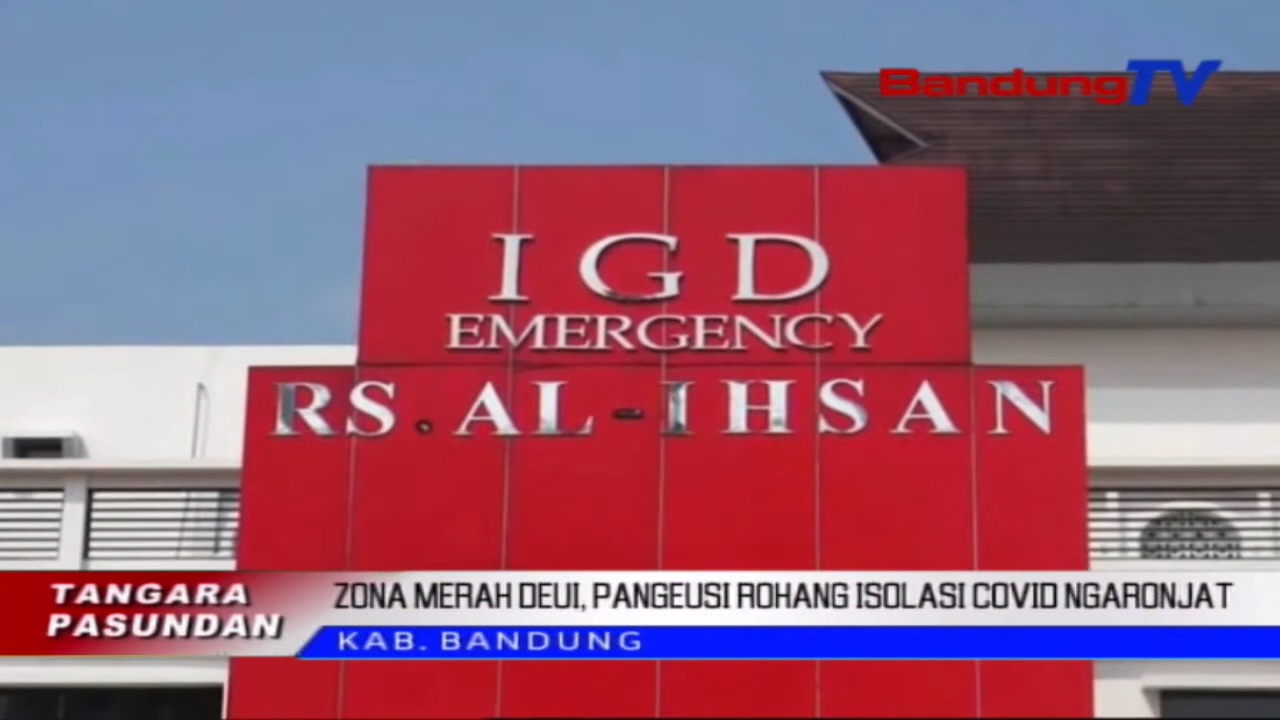 BandungTV
IGD
EMERGENCY
RS. AL-IHSAN
TANGARA
PASUNDAN
ZONA MERAH DEUI, PANGEUSI ROHANG ISOLASI COVID NGARONJAT
KAB. BANDUNG